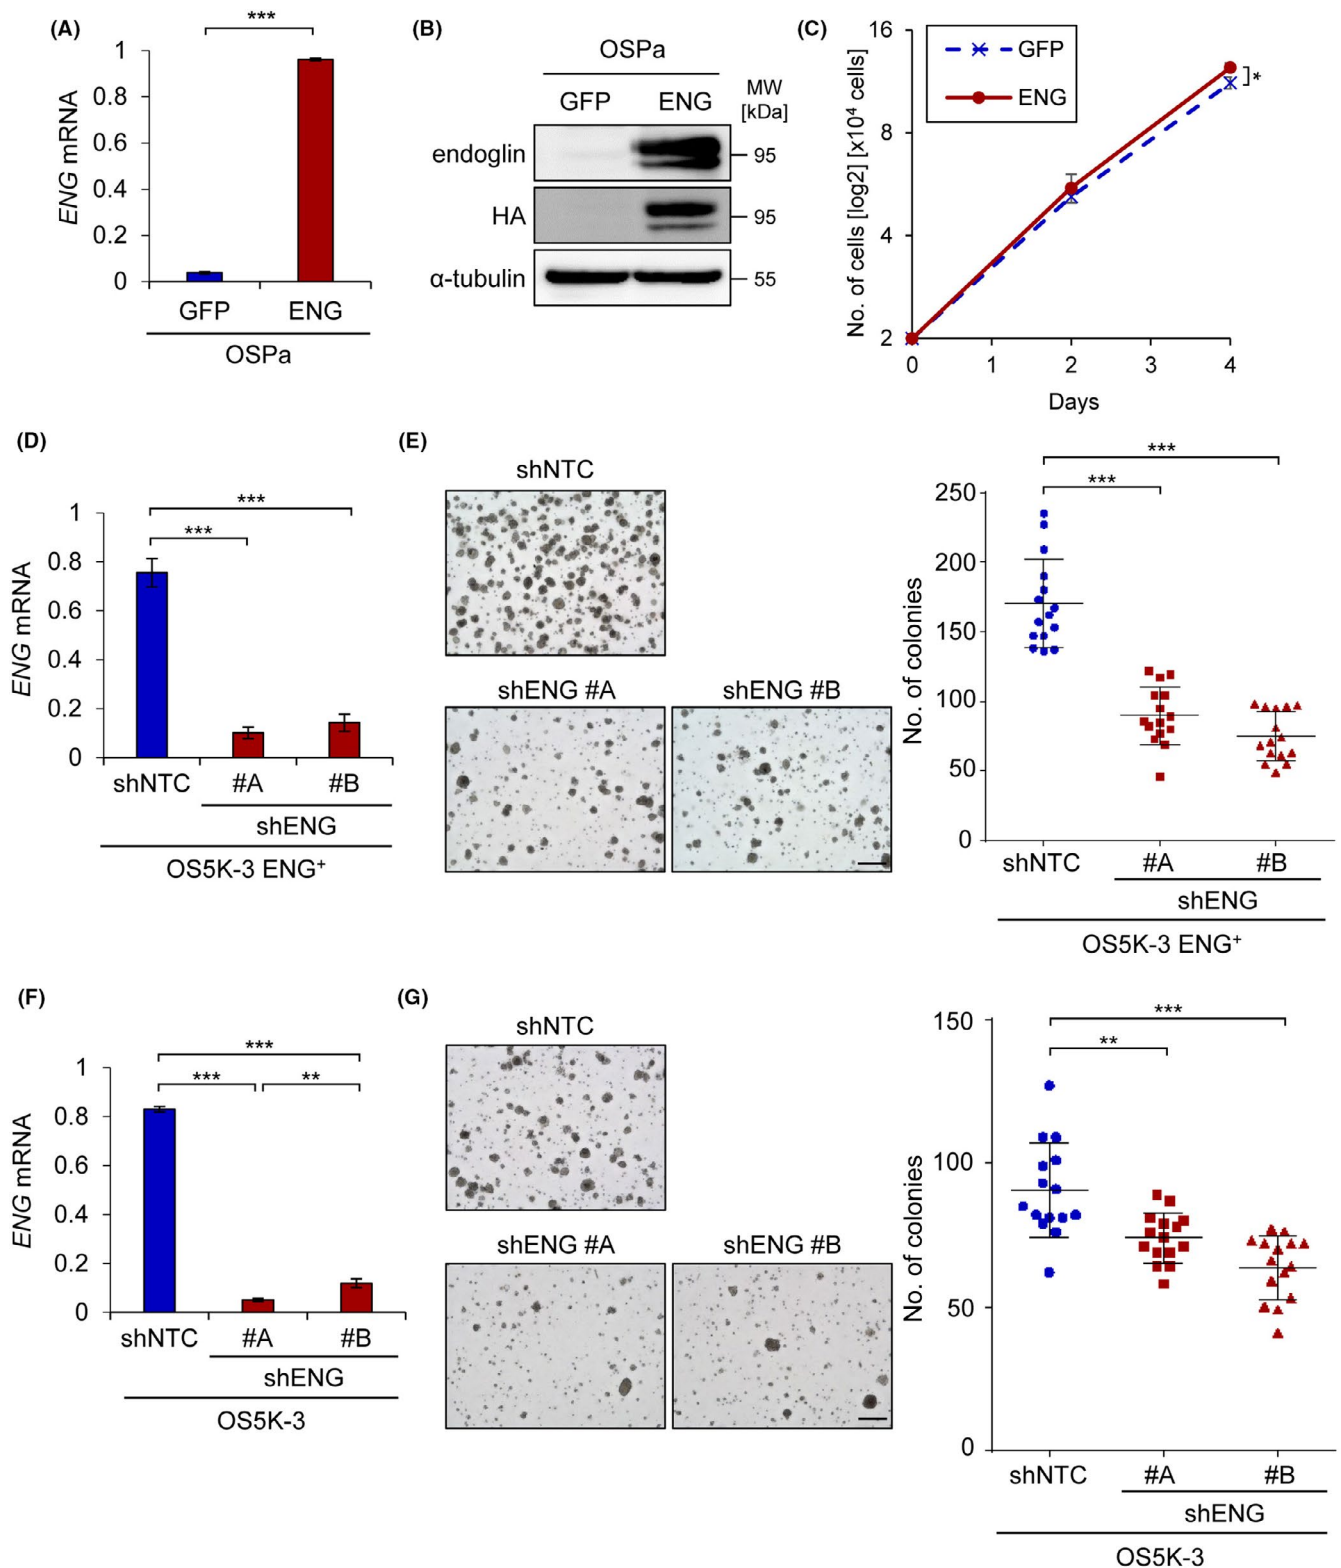 (A)
***
ENG mRNA
1
0.8
0.6
0.4
0.2
0
GFP ENG
OSPa
(B)
OSPa
GFP ENG
MW
[kDa]
endoglin
95
HA
95
α-tubulin
55
(C)
No. of cells [log2] [x10⁴ cells]
16
8
4
2
GFP
ENG
*
0 1 2 3 4
Days
(D)
***
***
ENG mRNA
1
0.8
0.6
0.4
0.2
0
shNTC #A #B
shENG
OS5K-3 ENG⁺
(E)
shNTC
shENG #A shENG #B
***
***
No. of colonies
250
200
150
100
50
0
shNTC #A #B
shENG
OS5K-3 ENG⁺
(F)
***
*** **
ENG mRNA
1
0.8
0.6
0.4
0.2
0
shNTC #A #B
shENG
OS5K-3
(G)
shNTC
shENG #A shENG #B
***
**
No. of colonies
150
100
50
0
shNTC #A #B
shENG
OS5K-3